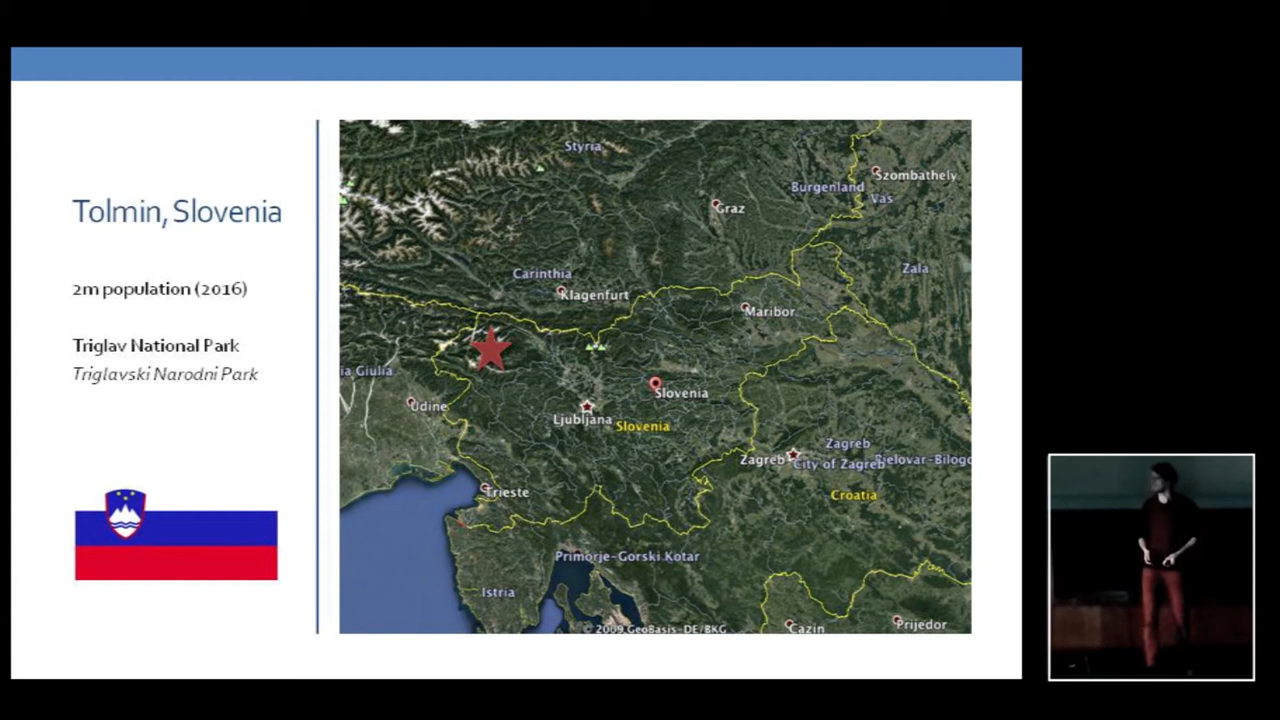 Tolmin, Slovenia
2m population (2016)
Triglav National Park
Triglavski Narodni Park
Styria
Szombathely
Burgenland
Vas
Graz
Zala
Carinthia
Klagenfurt
Maribor
ia Giulia
Slovenia
Udine
Ljubljana
Slovenia
Zagreb
Zagreb
City of Zagreb
Bjelovar-Bilogo
Croatia
Trieste
Primorje-Gorski Kotar
Istria
© 2009 GeoBasis-DE/BKG
Cazin
Prijedor